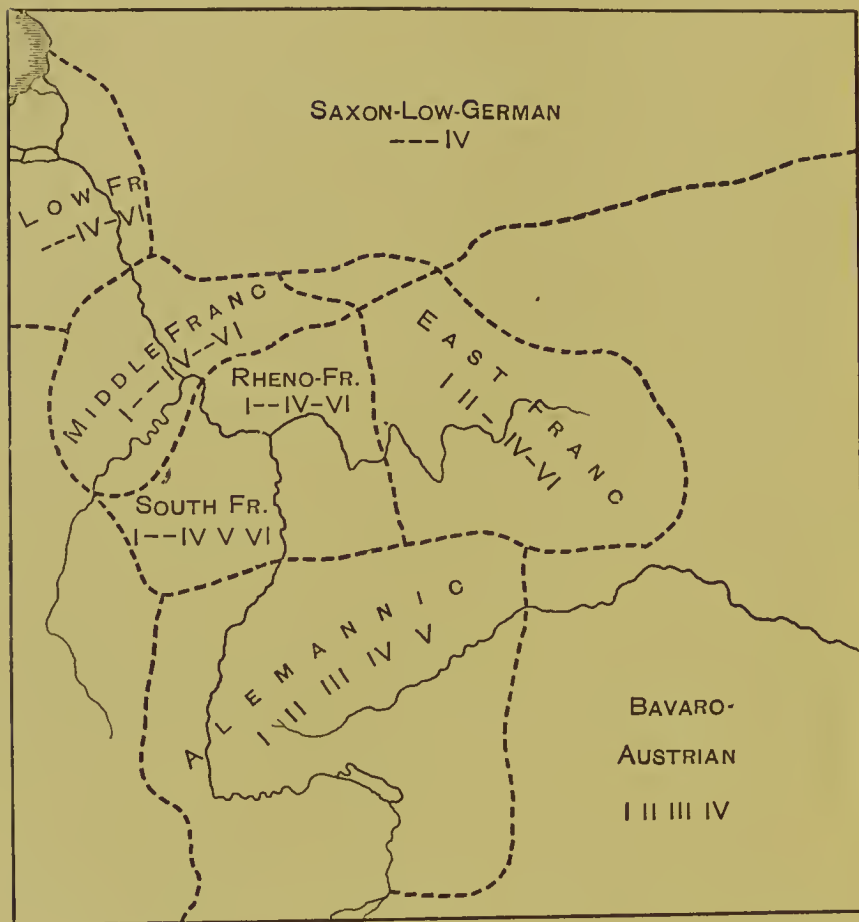 SAXON-LOW-GERMAN
---IV
LOW FR
---IV-VI
MIDDLE FRANC
I---IV--VI
RHENO-FR.
I--IV-VI
EAST FRANC
I II--IV-VI
SOUTH FR.
I--IV V VI
ALEMANNIC
I II III IV V
BAVARO-
AUSTRIAN
I II III IV